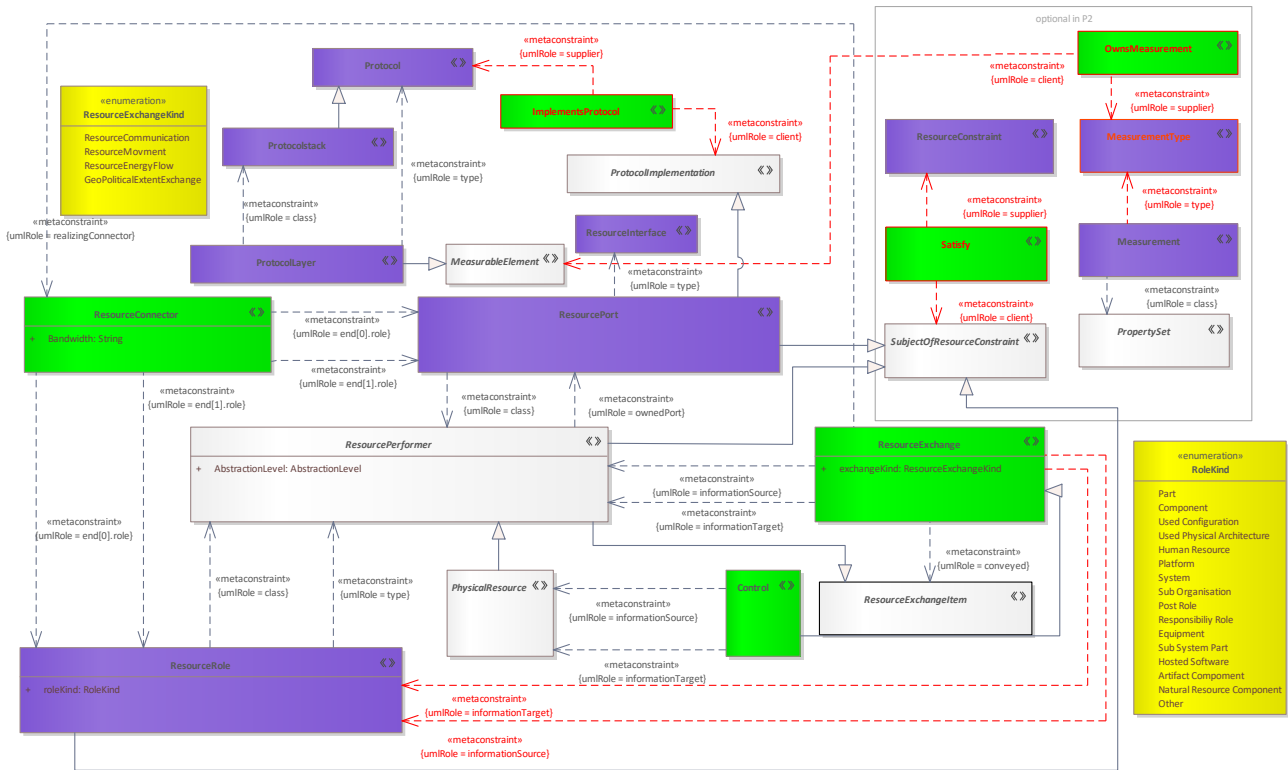 optional in P2
«metaconstraint»
{umlRole = supplier}
Protocol
OwnsMeasurement
«metaconstraint»
{umlRole = client}
«metaconstraint»
{umlRole = supplier}
«enumeration»
ResourceExchangeKind
ResourceCommunication
ResourceMovment
ResourceEnergyFlow
GeoPoliticalExtentExchange
ImplementsProtocol
«metaconstraint»
{umlRole = client}
Protocolstack
ResourceConstraint
MeasurementType
«metaconstraint»
{umlRole = type}
ProtocolImplementation
«metaconstraint»
{umlRole = class}
«metaconstraint»
{umlRole = supplier}
«metaconstraint»
{umlRole = type}
«metaconstraint»
{umlRole = realizingConnector}
ResourceInterface
Satisfy
Measurement
ProtocolLayer
MeasurableElement
«metaconstraint»
{umlRole = type}
«metaconstraint»
{umlRole = client}
«metaconstraint»
{umlRole = class}
ResourceConnector
+ Bandwidth: String
«metaconstraint»
{umlRole = end[0].role}
ResourcePort
SubjectOfResourceConstraint
PropertySet
«metaconstraint»
{umlRole = end[1].role}
«metaconstraint»
{umlRole = end[1].role}
«metaconstraint»
{umlRole = class}
«metaconstraint»
{umlRole = ownedPort}
ResourcePerformer
+ AbstractionLevel: AbstractionLevel
ResourceExchange
+ exchangeKind: ResourceExchangeKind
«metaconstraint»
{umlRole = informationSource}
«metaconstraint»
{umlRole = informationTarget}
«enumeration»
RoleKind
Part
Component
Used Configuration
Used Physical Architecture
Human Resource
Platform
System
Sub Organisation
Post Role
Responsibiliy Role
Equipment
Sub System Part
Hosted Software
Artifact Component
Natural Resource Component
Other
«metaconstraint»
{umlRole = end[0].role}
«metaconstraint»
{umlRole = class}
«metaconstraint»
{umlRole = type}
PhysicalResource
«metaconstraint»
{umlRole = informationSource}
Control
«metaconstraint»
{umlRole = conveyed}
ResourceExchangeItem
«metaconstraint»
{umlRole = informationTarget}
ResourceRole
+ roleKind: RoleKind
«metaconstraint»
{umlRole = informationTarget}
«metaconstraint»
{umlRole = informationSource}